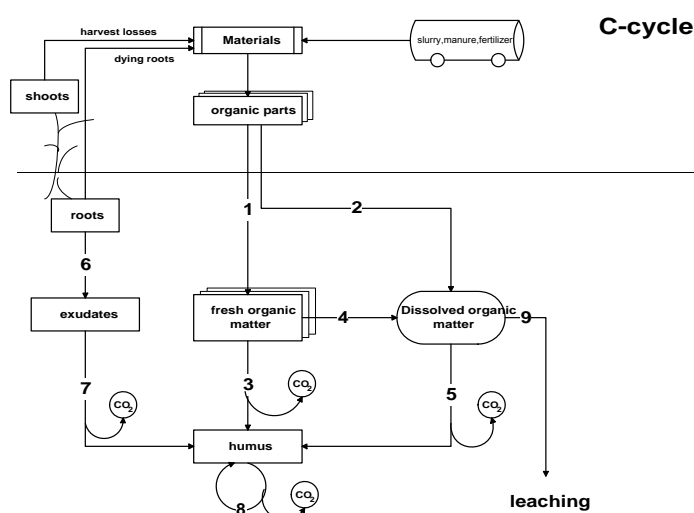 C-cycle
harvest losses
Materials
slurry,manure,fertilizer
dying roots
shoots
organic parts
roots
1
2
6
exudates
fresh organic
matter
4
Dissolved organic
matter
9
7
CO2
3
CO2
5
CO2
humus
8
CO2
leaching